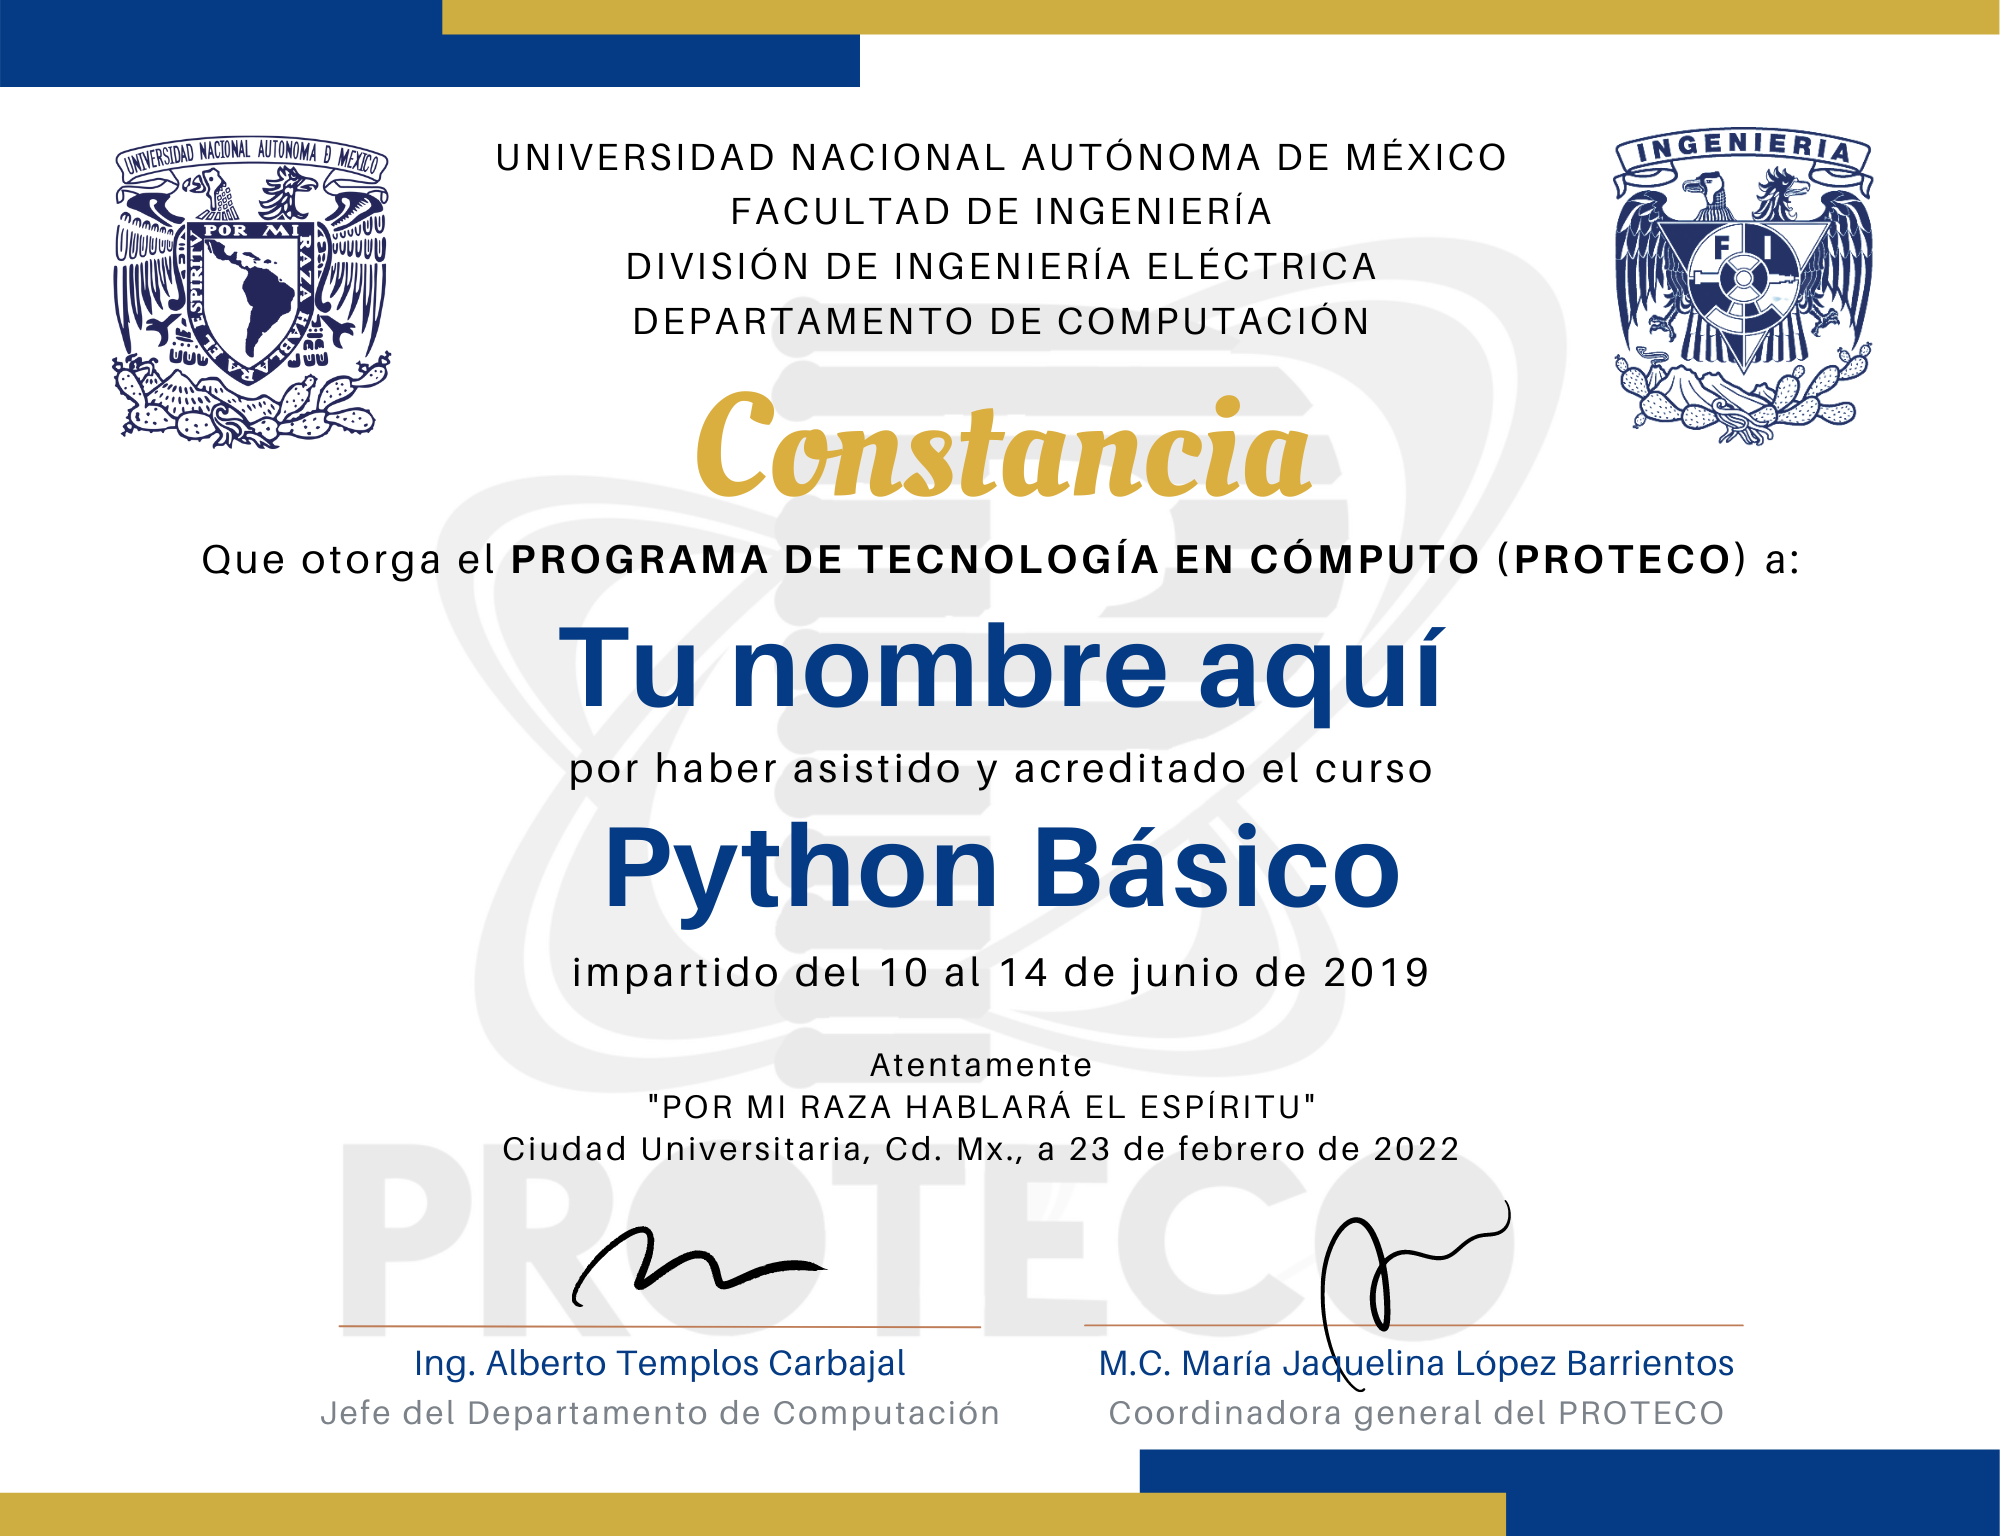 UNIVERSIDAD NACIONAL AUTONOMA D MEXICO
POR MI RAZA HABLARA EL ESPIRITU
UNIVERSIDAD NACIONAL AUTÓNOMA DE MÉXICO
FACULTAD DE INGENIERÍA
DIVISIÓN DE INGENIERÍA ELÉCTRICA
DEPARTAMENTO DE COMPUTACIÓN
INGENIERIA
F I
Constancia
Que otorga el PROGRAMA DE TECNOLOGÍA EN CÓMPUTO (PROTECO) a:
Tu nombre aquí
por haber asistido y acreditado el curso
Python Básico
impartido del 10 al 14 de junio de 2019
Atentamente
"POR MI RAZA HABLARÁ EL ESPÍRITU"
Ciudad Universitaria, Cd. Mx., a 23 de febrero de 2022
PROTECO
Ing. Alberto Templos Carbajal
Jefe del Departamento de Computación
M.C. María Jaquelina López Barrientos
Coordinadora general del PROTECO